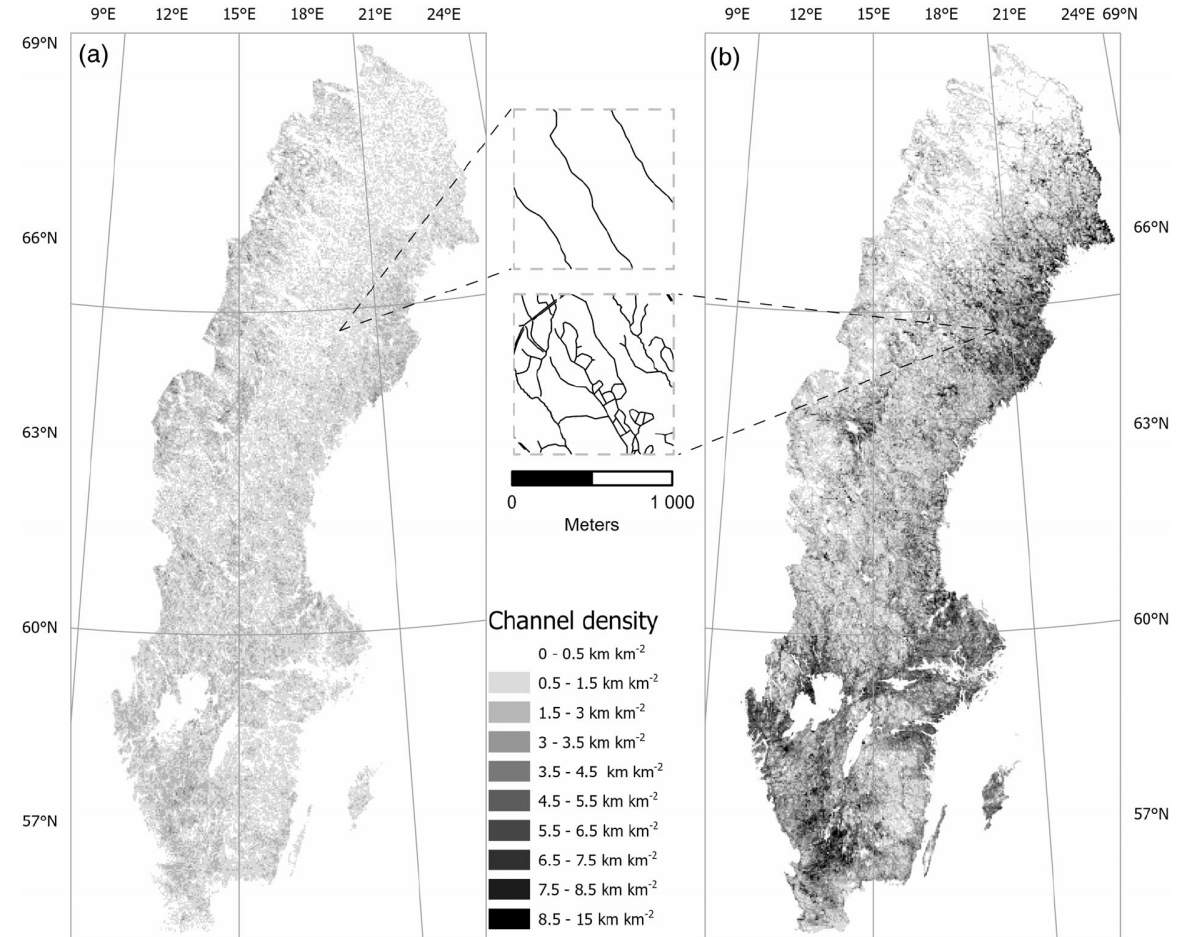 9°E 12°E 15°E 18°E 21°E 24°E
9°E 12°E 15°E 18°E 21°E 24°E 69°N
69°N
(a)
(b)
66°N
66°N
63°N
63°N
0 1 000
Meters
60°N
60°N
Channel density
0 - 0.5 km km⁻²
0.5 - 1.5 km km⁻²
1.5 - 3 km km⁻²
3 - 3.5 km km⁻²
3.5 - 4.5 km km⁻²
4.5 - 5.5 km km⁻²
5.5 - 6.5 km km⁻²
6.5 - 7.5 km km⁻²
7.5 - 8.5 km km⁻²
8.5 - 15 km km⁻²
57°N
57°N